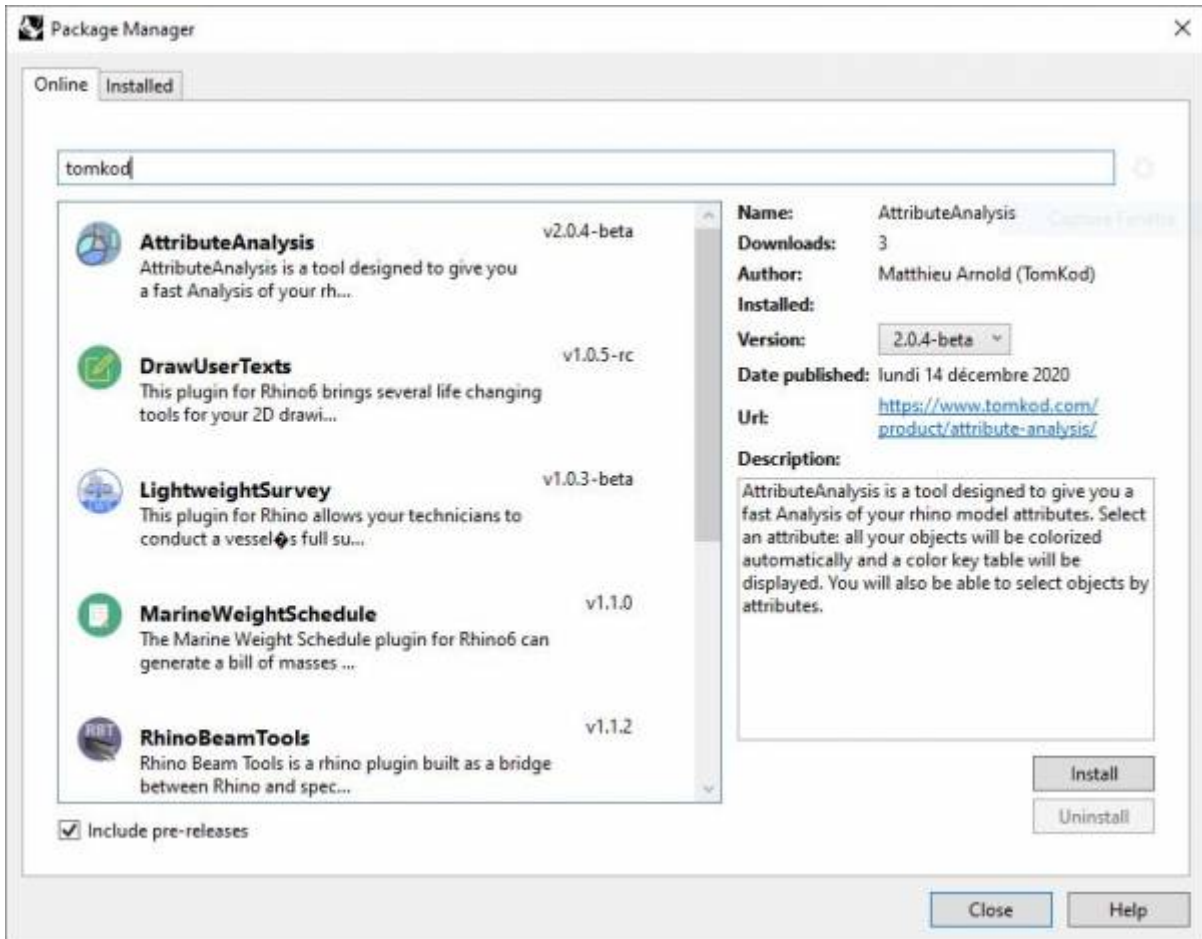 Package Manager
Online Installed
tomkod
AttributeAnalysis v2.0.4-beta
AttributeAnalysis is a tool designed to give you
a fast Analysis of your rh...
DrawUserTexts v1.0.5-rc
This plugin for Rhino6 brings several life changing
tools for your 2D drawi...
LightweightSurvey v1.0.3-beta
This plugin for Rhino allows your technicians to
conduct a vessel�s full su...
MarineWeightSchedule v1.1.0
The Marine Weight Schedule plugin for Rhino6 can
generate a bill of masses ...
RBT
RhinoBeamTools v1.1.2
Rhino Beam Tools is a rhino plugin built as a bridge
between Rhino and spec...
Include pre-releases
Name: AttributeAnalysis
Downloads: 3
Author: Matthieu Arnold (TomKod)
Installed:
Version: 2.0.4-beta
Date published: lundi 14 décembre 2020
Url: https://www.tomkod.com/
product/attribute-analysis/
Description:
AttributeAnalysis is a tool designed to give you a
fast Analysis of your rhino model attributes. Select
an attribute: all your objects will be colorized
automatically and a color key table will be
displayed. You will also be able to select objects by
attributes.
Install
Uninstall
Close Help